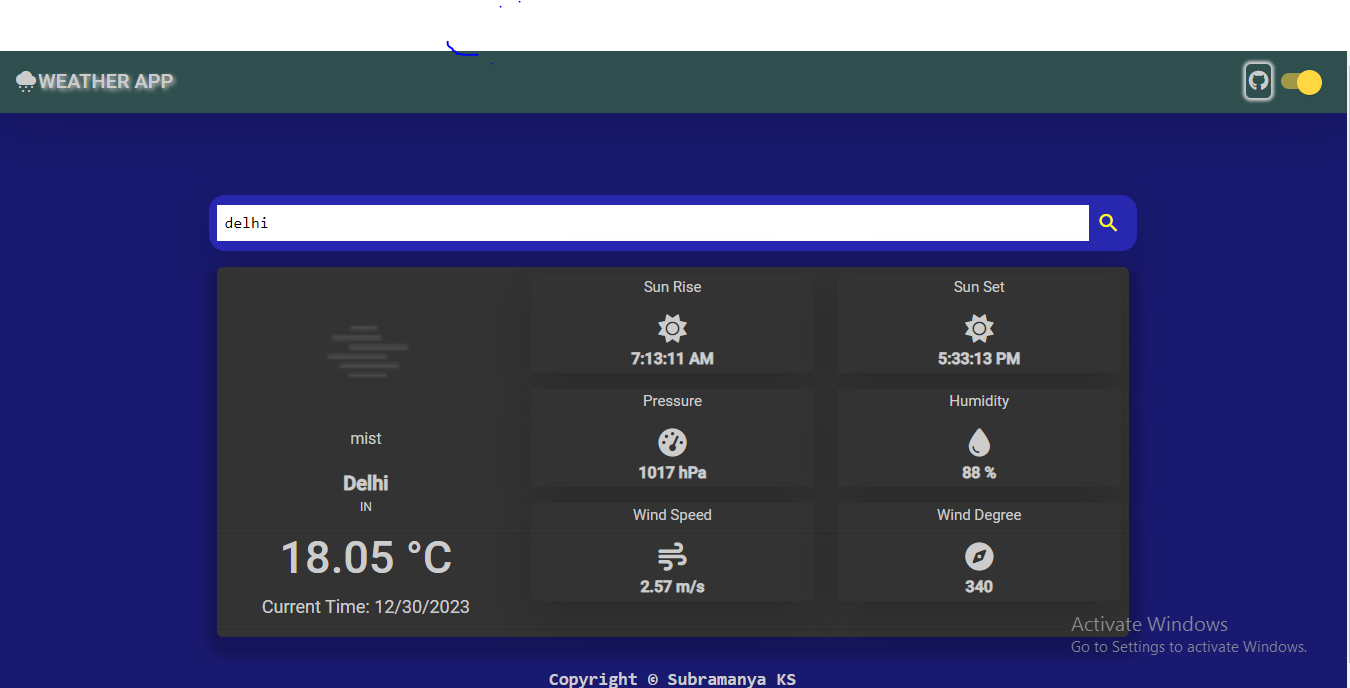 WEATHER APP
delhi
mist
Delhi
IN
18.05 °C
Current Time: 12/30/2023
Sun Rise
7:13:11 AM
Sun Set
5:33:13 PM
Pressure
1017 hPa
Humidity
88 %
Wind Speed
2.57 m/s
Wind Degree
340
Activate Windows
Go to Settings to activate Windows.
Copyright © Subramanya KS